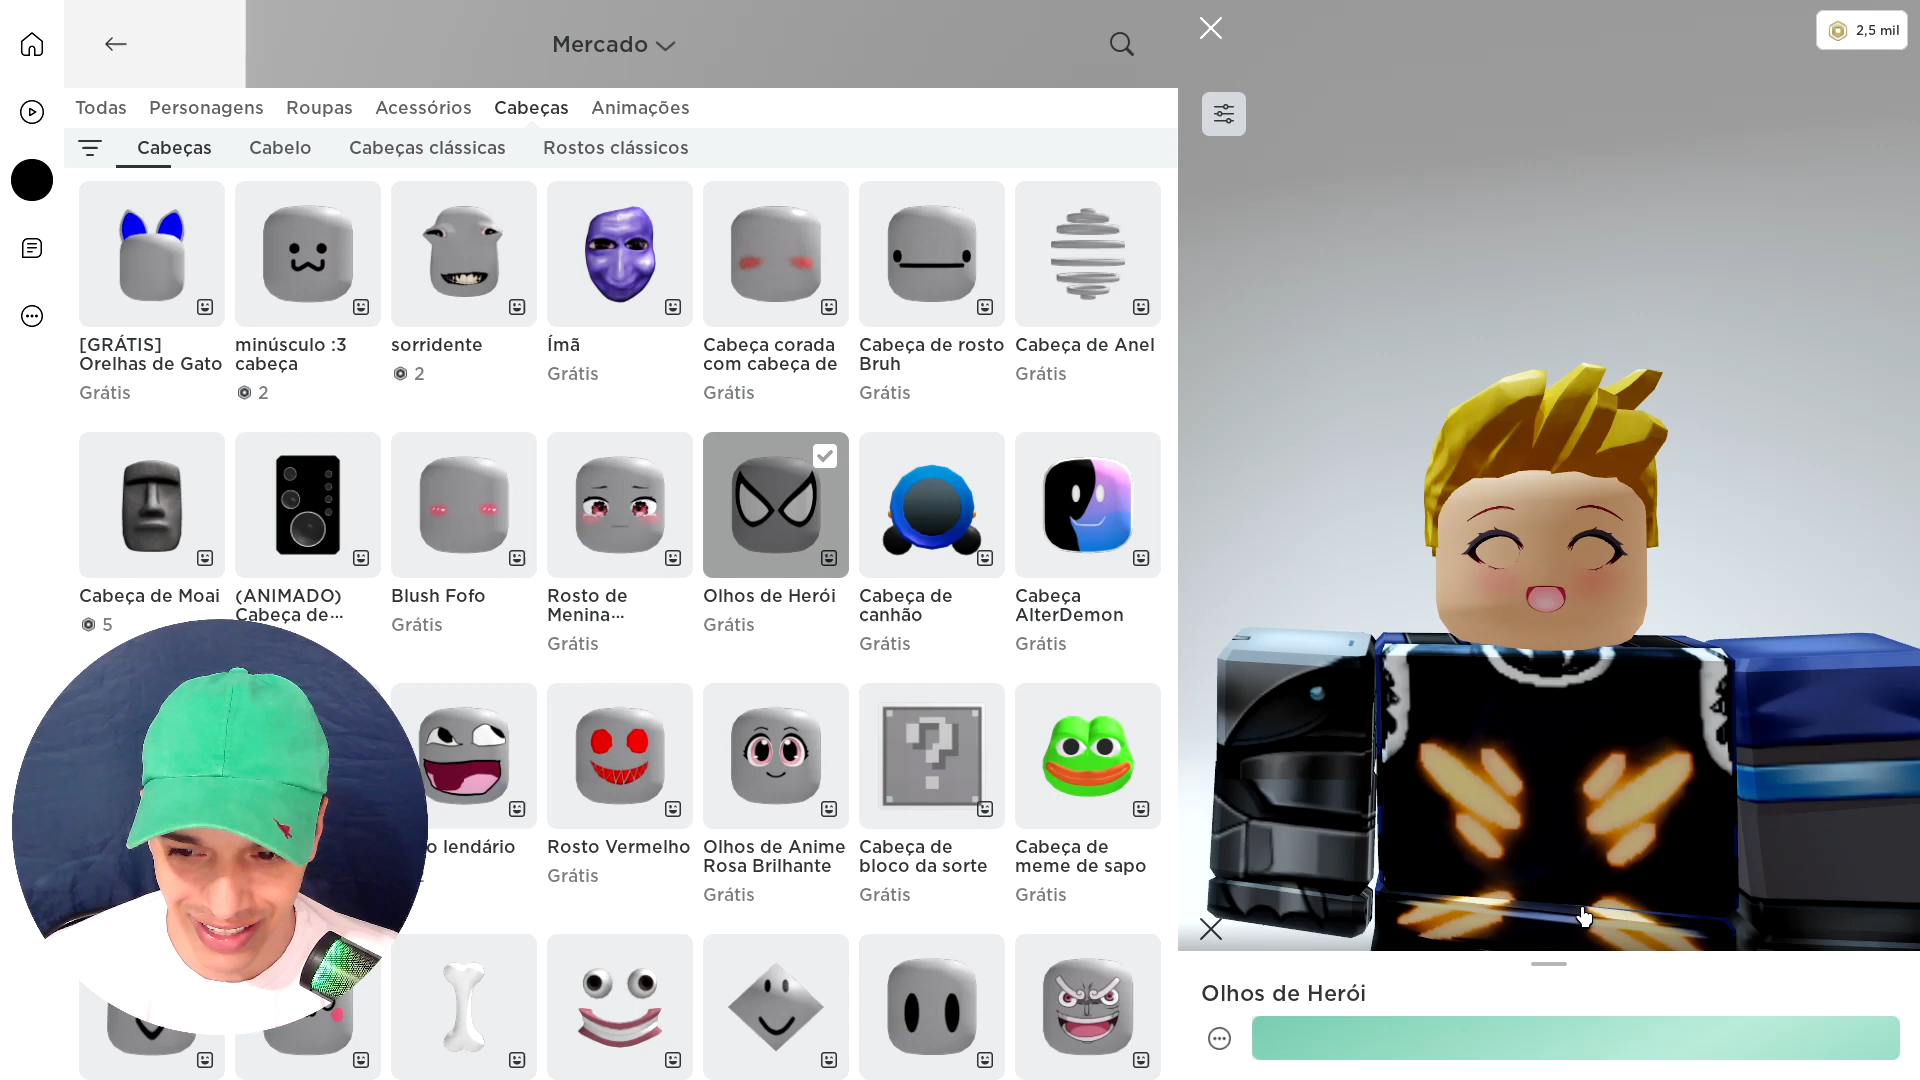 Mercado
2,5 mil
Todas Personagens Roupas Acessórios Cabeças Animações
Cabeças Cabelo Cabeças clássicas Rostos clássicos
[GRÁTIS] Orelhas de Gato
Grátis
minúsculo :3 cabeça
2
sorridente
2
Ímã
Grátis
Cabeça corada com cabeça de
Grátis
Cabeça de rosto Bruh
Grátis
Cabeça de Anel
Grátis
Cabeça de Moai
5
(ANIMADO) Cabeça de...
Blush Fofo
Grátis
Rosto de Menina...
Grátis
Olhos de Herói
Grátis
Cabeça de canhão
Grátis
Cabeça AlterDemon
Grátis
lendário
Rosto Vermelho
Grátis
Olhos de Anime Rosa Brilhante
Grátis
Cabeça de bloco da sorte
Grátis
Cabeça de meme de sapo
Grátis
Olhos de Herói